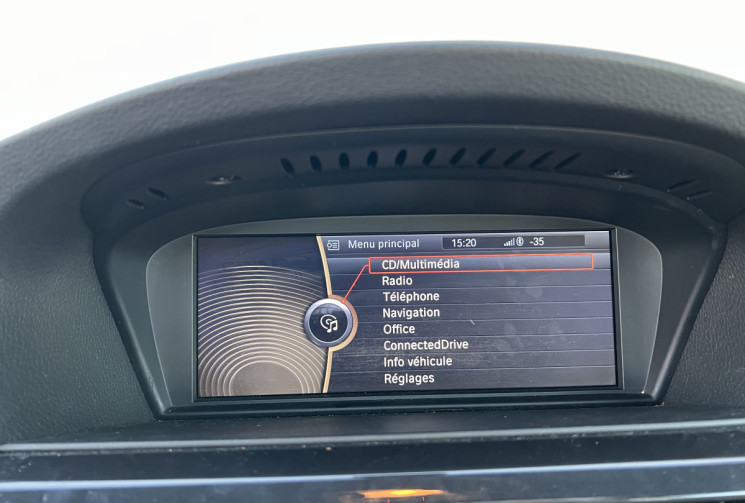 Menu principal 15:20 -35
CD/Multimédia
Radio
Téléphone
Navigation
Office
ConnectedDrive
Info véhicule
Réglages